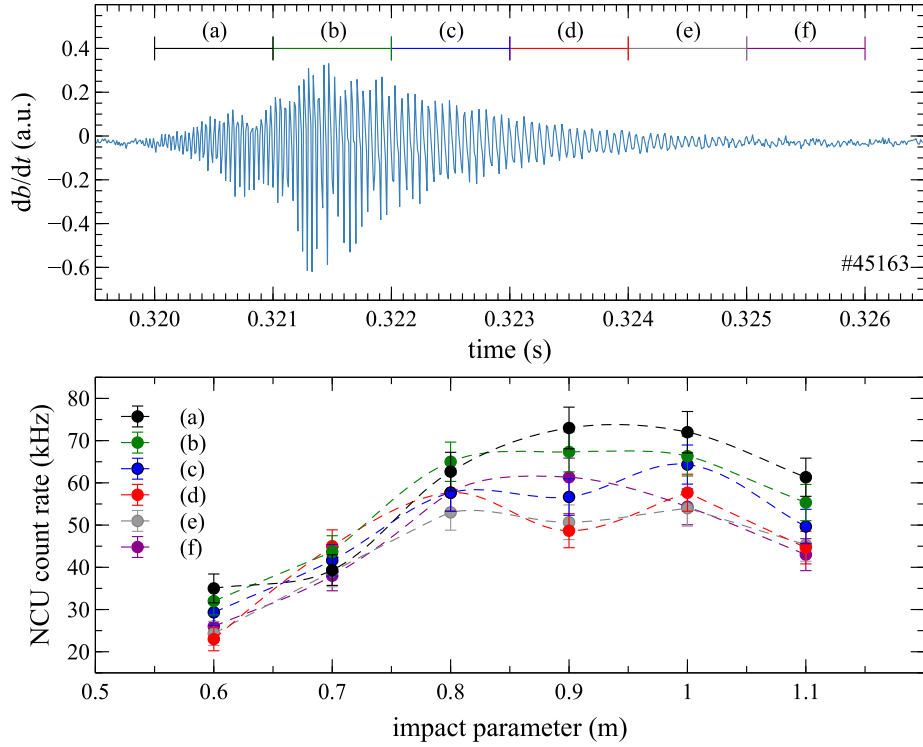 (a) (b) (c) (d) (e) (f)
0.4
0.2
0
−0.2
−0.4
−0.6
db/dt (a.u.)
#45163
0.320 0.321 0.322 0.323 0.324 0.325 0.326
time (s)
80
70
60
50
40
30
20
NCU count rate (kHz)
(a)
(b)
(c)
(d)
(e)
(f)
0.5 0.6 0.7 0.8 0.9 1 1.1
impact parameter (m)